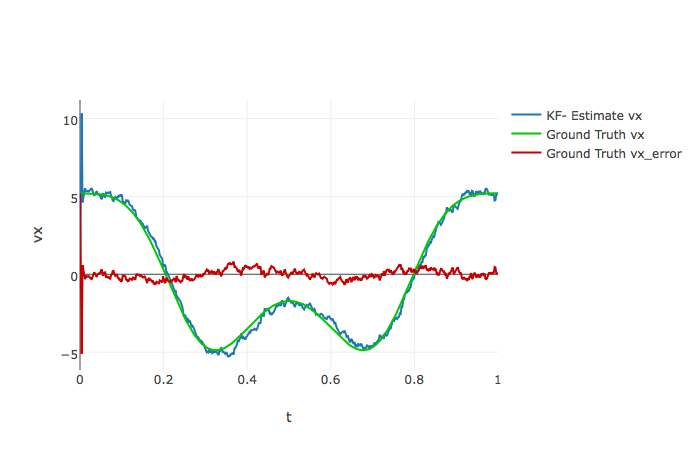 KF- Estimate vx
Ground Truth vx
Ground Truth vx_error
10
5
0
−5
vx
0
0.2
0.4
0.6
0.8
1
t